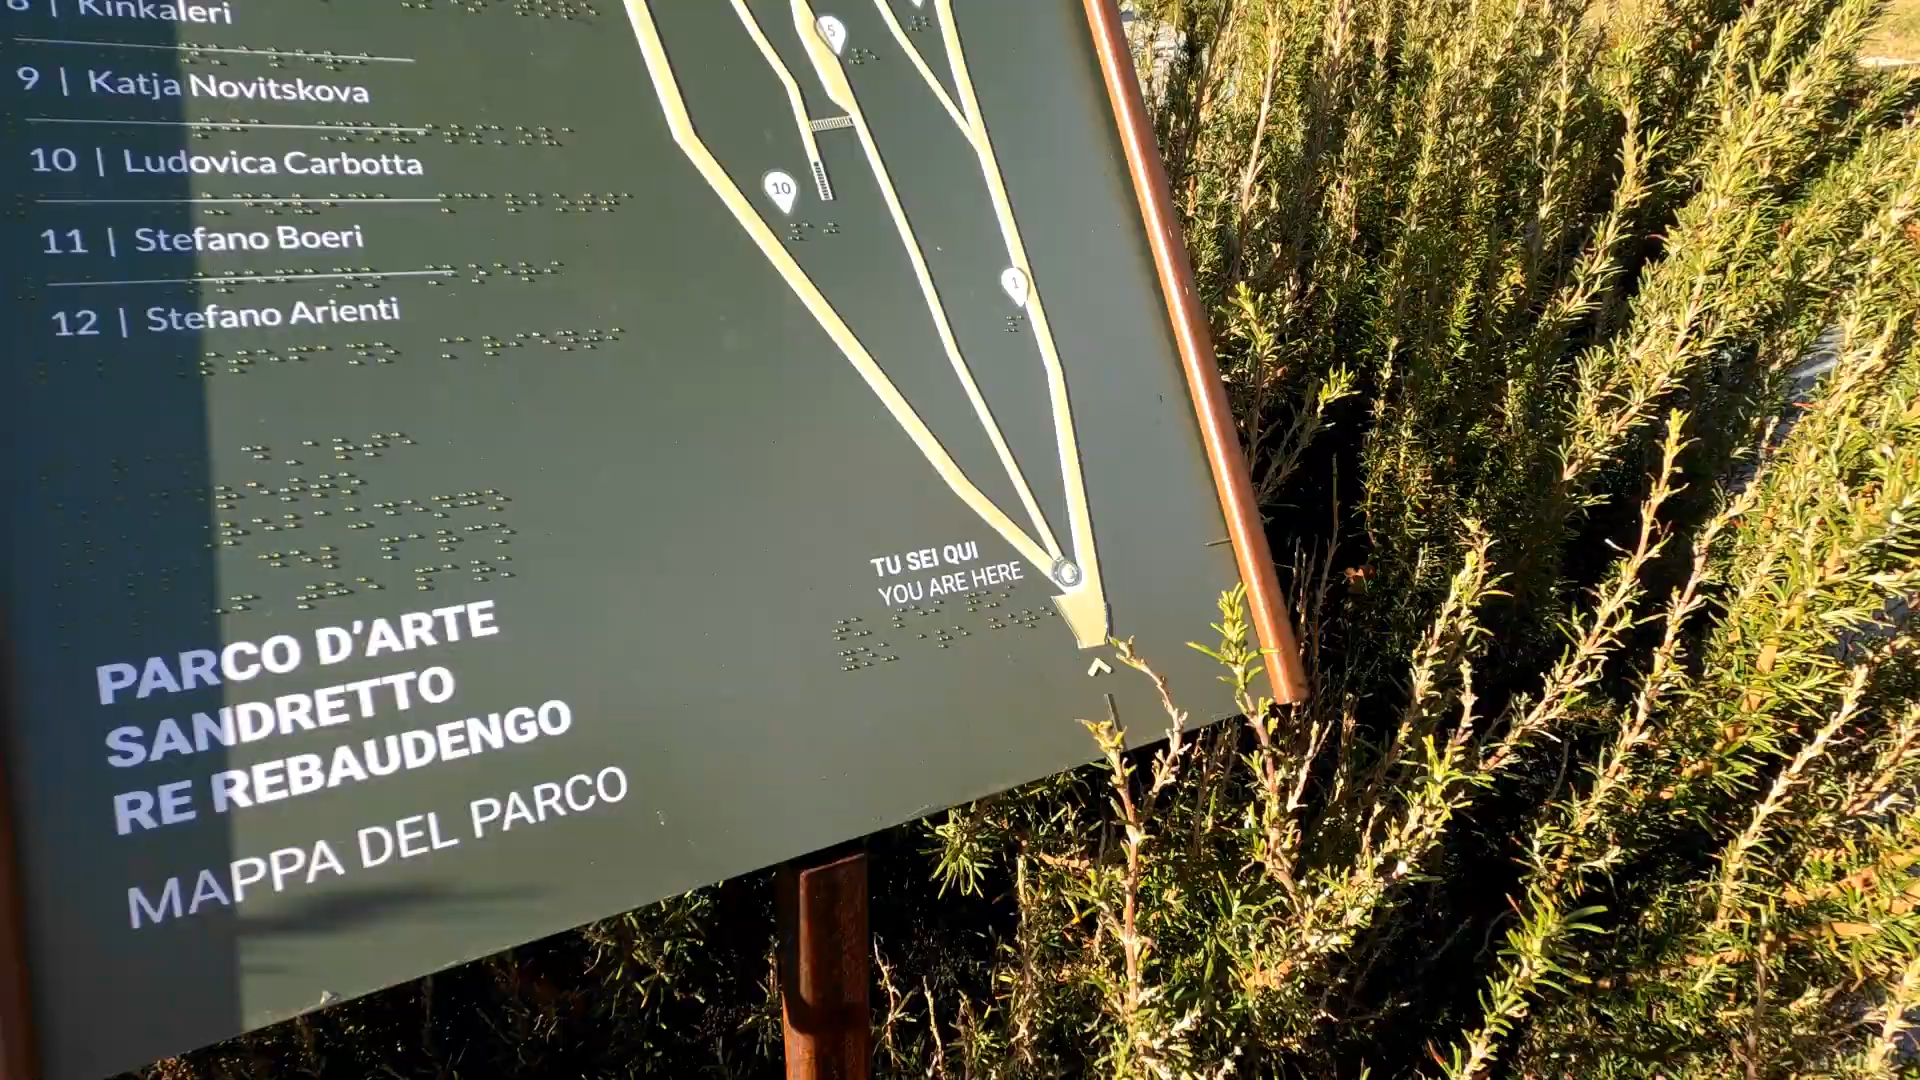 8 | Kinkaleri
9 | Katja Novitskova
10 | Ludovica Carbotta
11 | Stefano Boeri
12 | Stefano Arienti
5
10
1
TU SEI QUI
YOU ARE HERE
PARCO D'ARTE
SANDRETTO
RE REBAUDENGO
MAPPA DEL PARCO